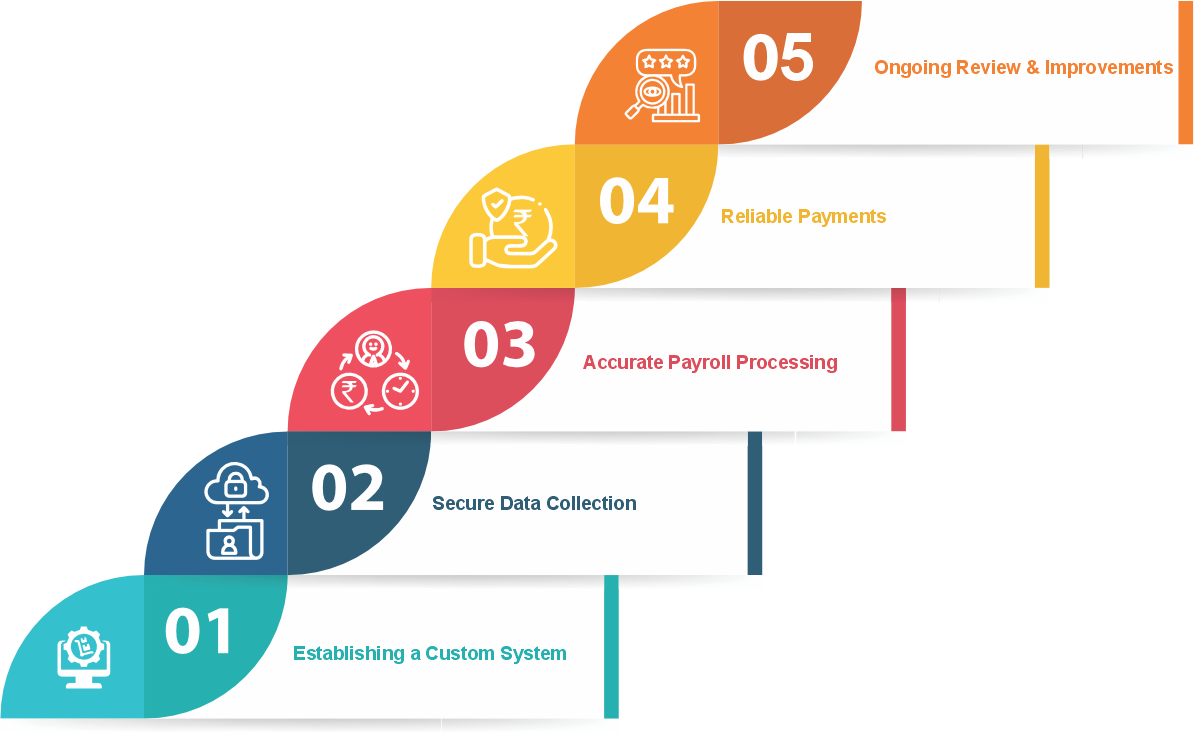 05
Ongoing Review & Improvements
04
Reliable Payments
03
Accurate Payroll Processing
02
Secure Data Collection
01
Establishing a Custom System